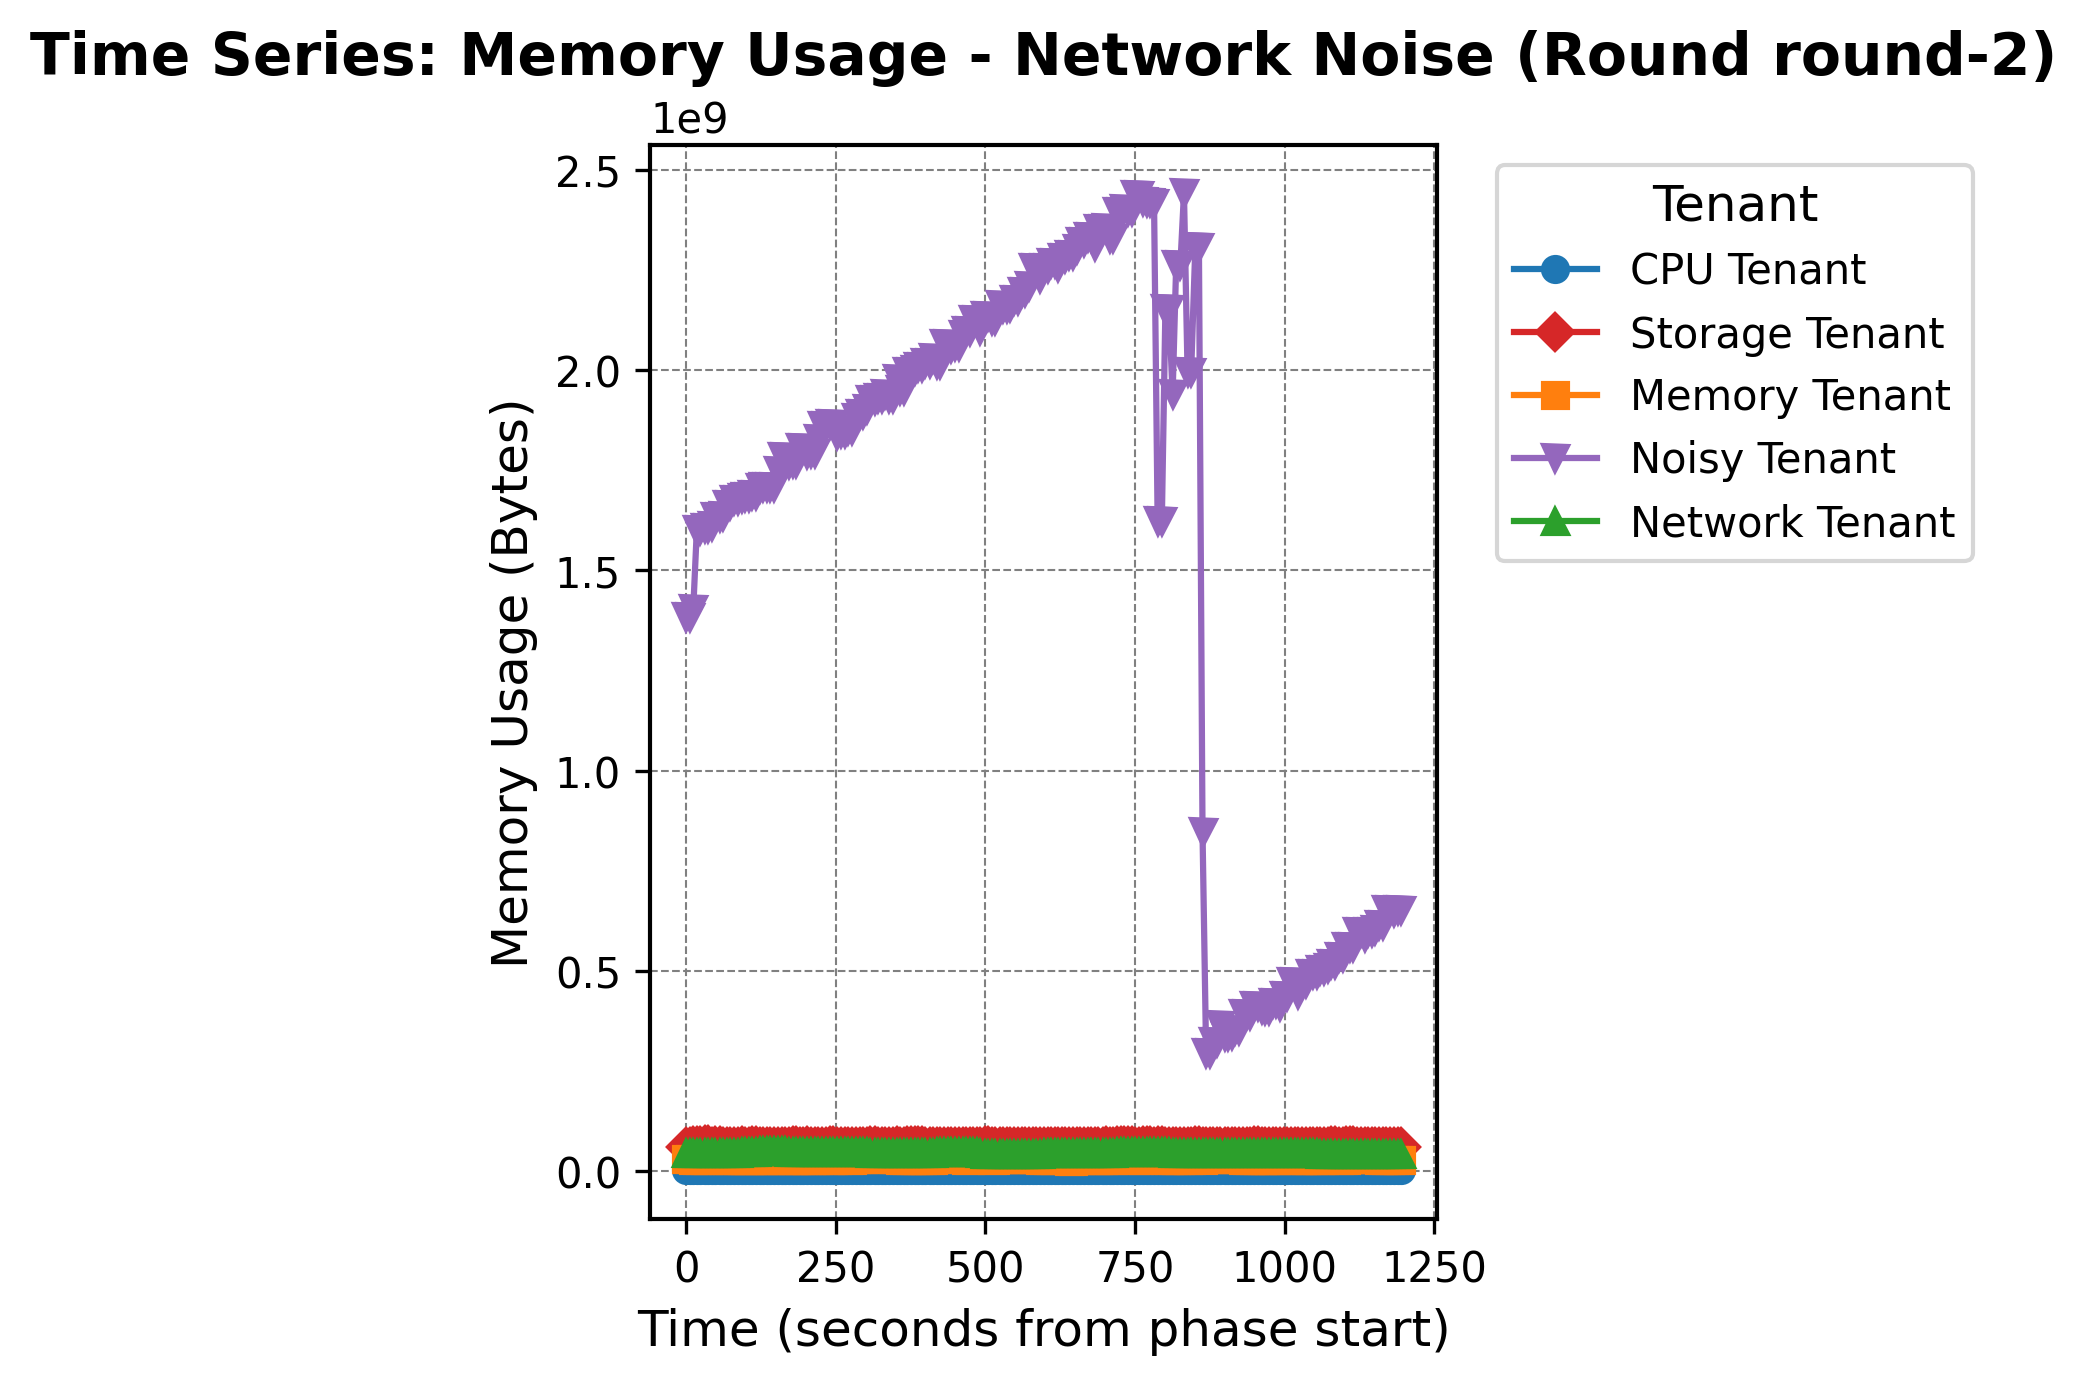 Time Series: Memory Usage - Network Noise (Round round-2)
1e9
2.5
2.0
1.5
1.0
0.5
0.0
Memory Usage (Bytes)
0 250 500 750 1000 1250
Time (seconds from phase start)
Tenant
CPU Tenant
Storage Tenant
Memory Tenant
Noisy Tenant
Network Tenant